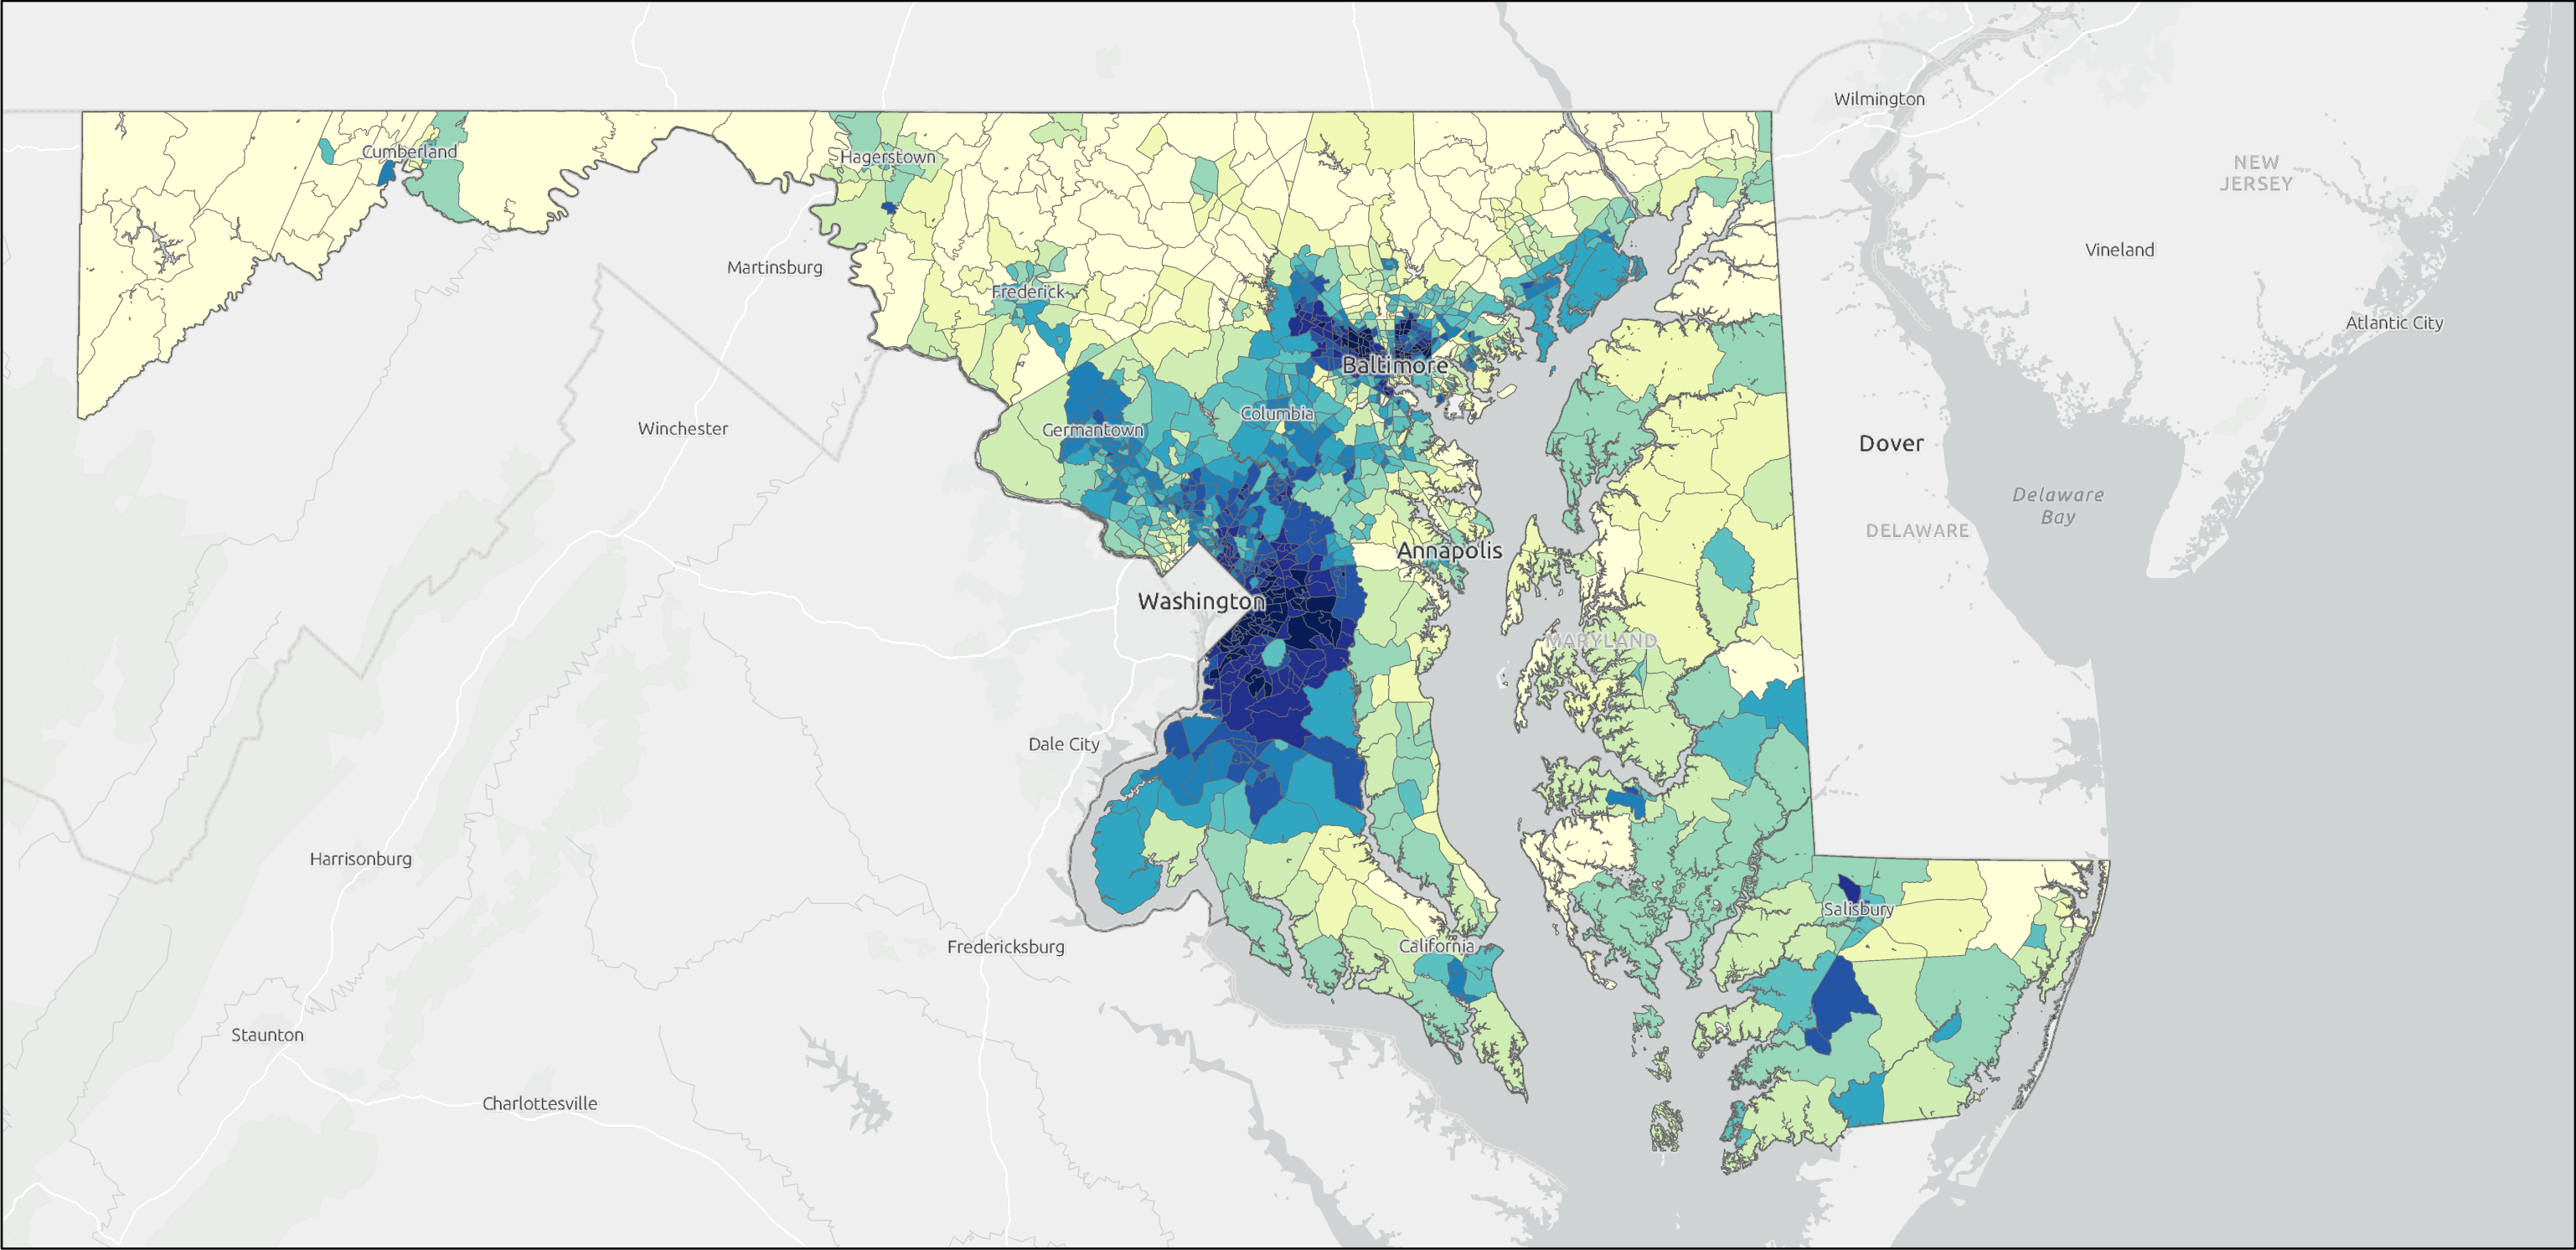 Wilmington
Cumberland
Hagerstown
NEW
JERSEY
Vineland
Martinsburg
Frederick
Atlantic City
Baltimore
Columbia
Winchester
Germantown
Dover
Delaware
Bay
DELAWARE
Annapolis
Washington
MARYLAND
Dale City
Harrisonburg
Salisbury
Fredericksburg
California
Staunton
Charlottesville